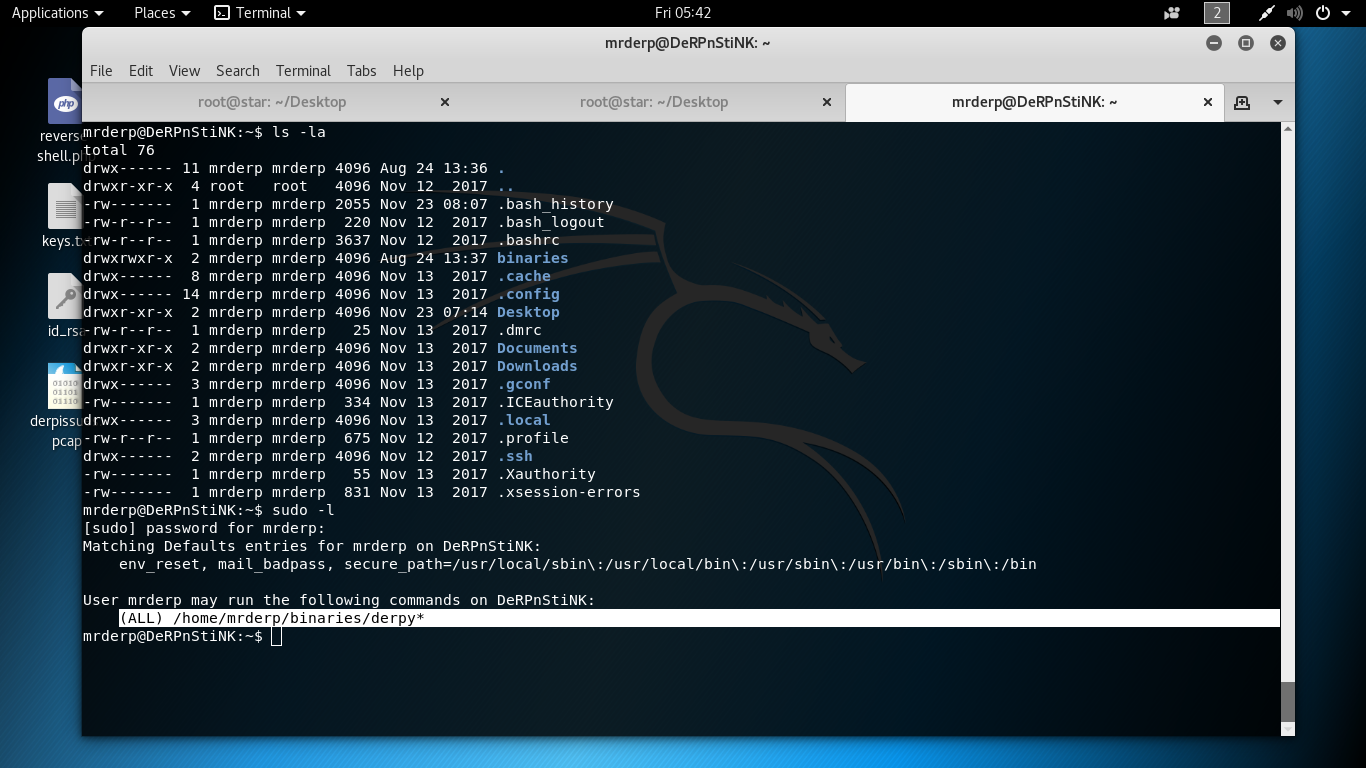 Applications Places Terminal Fri 05:42 2
mrderp@DeRPnStiNK: ~
File Edit View Search Terminal Tabs Help
root@star: ~/Desktop × root@star: ~/Desktop × mrderp@DeRPnStiNK: ~ ×
php
reverse
shell.ph
keys.tx
id_rsa
01010
01101
0101
derpissu
pcap
mrderp@DeRPnStiNK:~$ ls -la
total 76
drwx------ 11 mrderp mrderp 4096 Aug 24 13:36 .
drwxr-xr-x  4 root   root   4096 Nov 12  2017 ..
-rw-------  1 mrderp mrderp 2055 Nov 23 08:07 .bash_history
-rw-r--r--  1 mrderp mrderp  220 Nov 12  2017 .bash_logout
-rw-r--r--  1 mrderp mrderp 3637 Nov 12  2017 .bashrc
drwxrwxr-x  2 mrderp mrderp 4096 Aug 24 13:37 binaries
drwx------  8 mrderp mrderp 4096 Nov 13  2017 .cache
drwx------ 14 mrderp mrderp 4096 Nov 13  2017 .config
drwxr-xr-x  2 mrderp mrderp 4096 Nov 23 07:14 Desktop
-rw-r--r--  1 mrderp mrderp   25 Nov 13  2017 .dmrc
drwxr-xr-x  2 mrderp mrderp 4096 Nov 13  2017 Documents
drwxr-xr-x  2 mrderp mrderp 4096 Nov 13  2017 Downloads
drwx------  3 mrderp mrderp 4096 Nov 13  2017 .gconf
-rw-------  1 mrderp mrderp  334 Nov 13  2017 .ICEauthority
drwx------  3 mrderp mrderp 4096 Nov 13  2017 .local
-rw-r--r--  1 mrderp mrderp  675 Nov 12  2017 .profile
drwx------  2 mrderp mrderp 4096 Nov 12  2017 .ssh
-rw-------  1 mrderp mrderp   55 Nov 13  2017 .Xauthority
-rw-------  1 mrderp mrderp  831 Nov 13  2017 .xsession-errors
mrderp@DeRPnStiNK:~$ sudo -l
[sudo] password for mrderp:
Matching Defaults entries for mrderp on DeRPnStiNK:
    env_reset, mail_badpass, secure_path=/usr/local/sbin\:/usr/local/bin\:/usr/sbin\:/usr/bin\:/sbin\:/bin
User mrderp may run the following commands on DeRPnStiNK:
    (ALL) /home/mrderp/binaries/derpy*
mrderp@DeRPnStiNK:~$